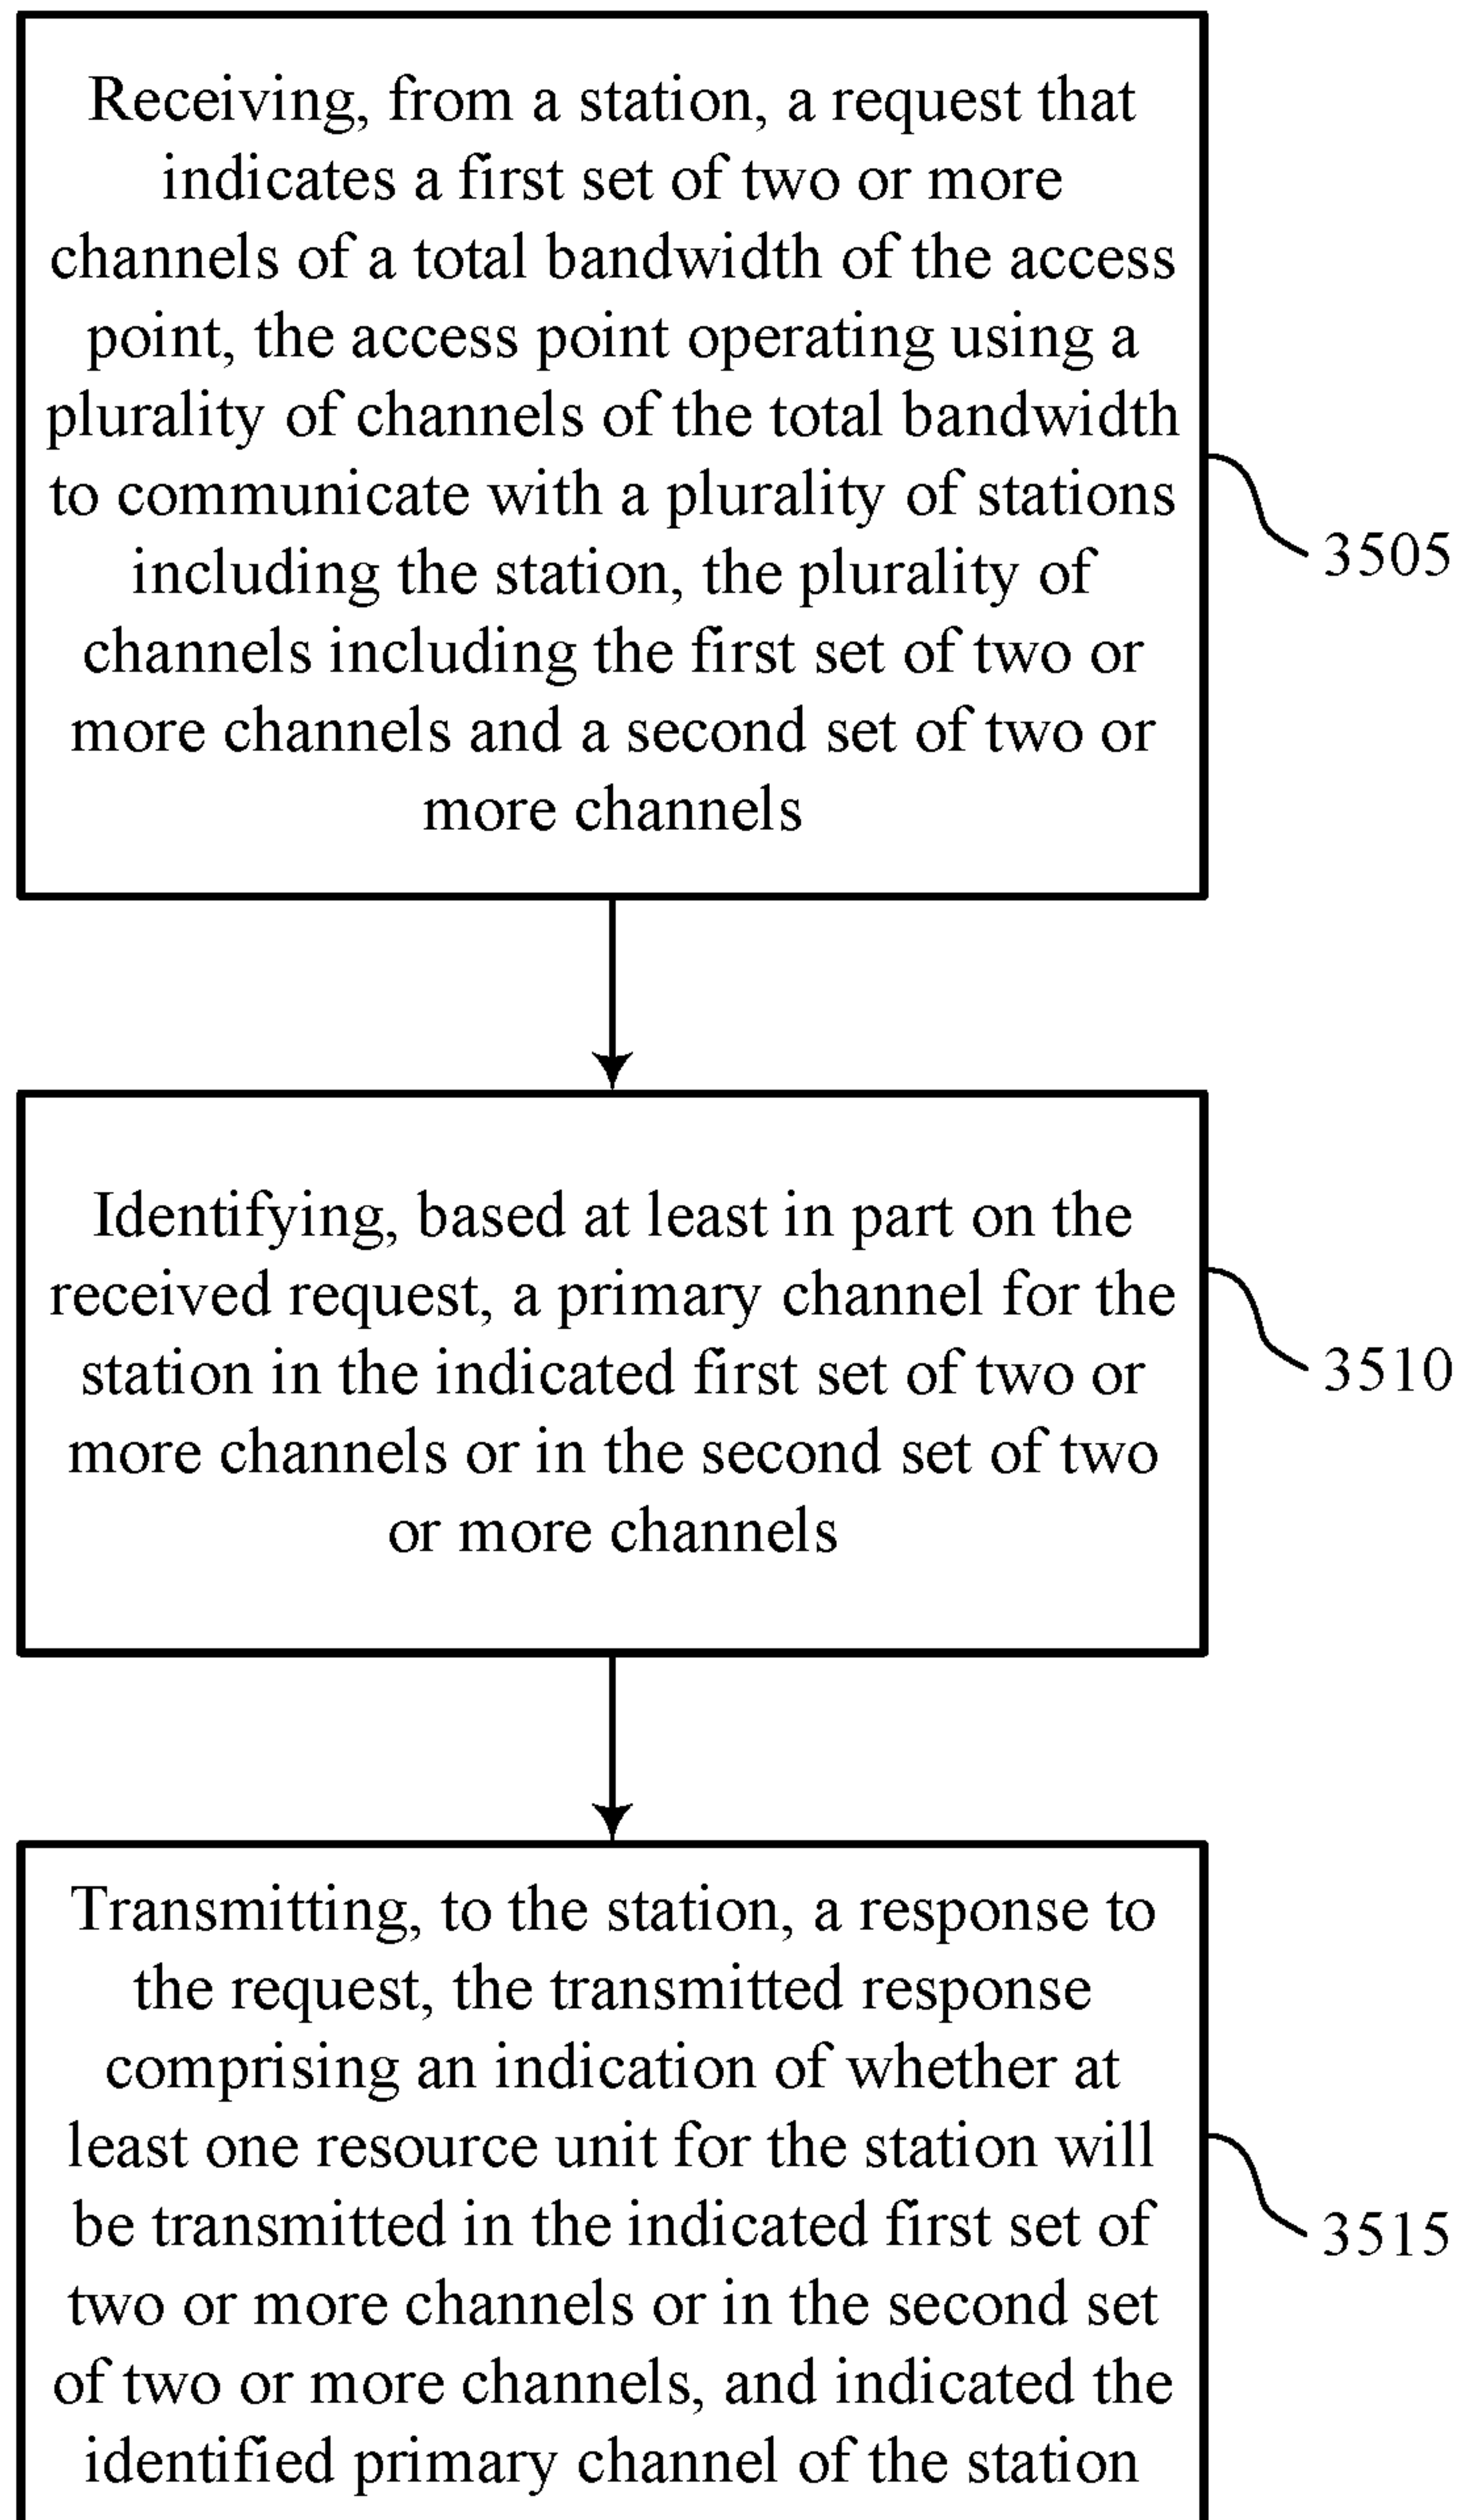 Receiving, from a station, a request that
indicates a first set of two or more
channels of a total bandwidth of the access
point, the access point operating using a
plurality of channels of the total bandwidth
to communicate with a plurality of stations
including the station, the plurality of
channels including the first set of two or
more channels and a second set of two or
more channels
3505
Identifying, based at least in part on the
received request, a primary channel for the
station in the indicated first set of two or
more channels or in the second set of two
or more channels
3510
Transmitting, to the station, a response to
the request, the transmitted response
comprising an indication of whether at
least one resource unit for the station will
be transmitted in the indicated first set of
two or more channels or in the second set
of two or more channels, and indicated the
identified primary channel of the station
3515